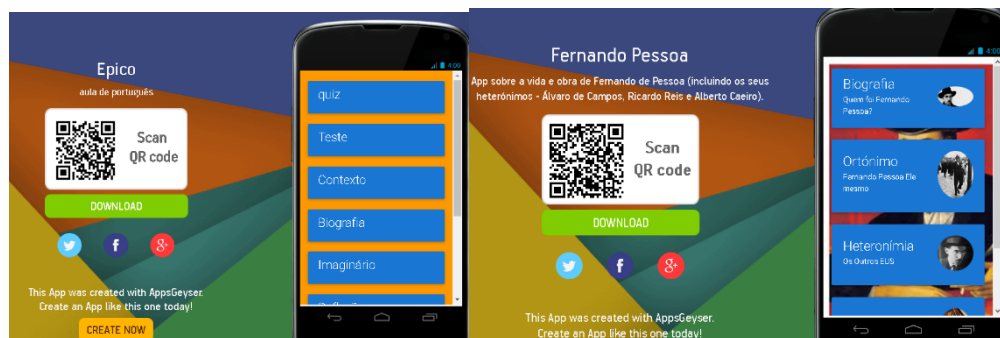 Epico
aula de português
Scan
QR code
DOWNLOAD
This App was created with AppsGeyser.
Create an App like this one today!
CREATE NOW
4:00
quiz
Teste
Contexto
Biografia
Imaginário
Fernando Pessoa
App sobre a vida e obra de Fernando de Pessoa (incluindo os seus
heterónimos - Álvaro de Campos, Ricardo Reis e Alberto Caeiro).
Scan
QR code
DOWNLOAD
This App was created with AppsGeyser.
Create an App like this one today!
4:00
Biografia
Quem foi Fernando
Pessoa?
Ortónimo
Fernando Pessoa Ele
mesmo
Heteronímia
Os Outros EUS